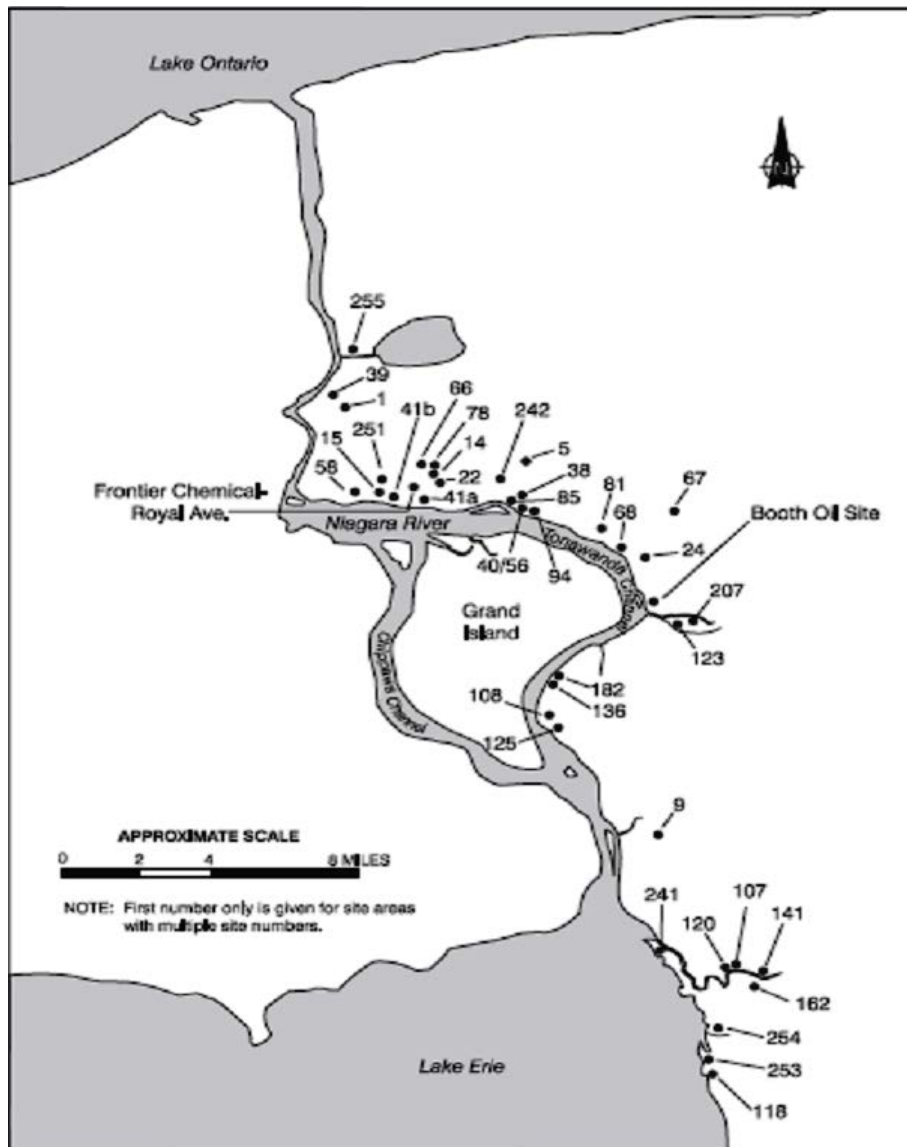 Lake Ontario
N
255
39
1
66
41b
78
242
251
14
5
15
22
38
58
41a
85
81
67
Frontier Chemical-
Royal Ave.
Niagara River
68
Booth Oil Site
40/56
94
Tonawanda Channel
24
207
Grand
Island
123
Chippawa Channel
182
108
136
125
9
APPROXIMATE SCALE
0 2 4 8 MILES
NOTE: First number only is given for site areas
with multiple site numbers.
241
107
120
141
162
254
Lake Erie
253
118